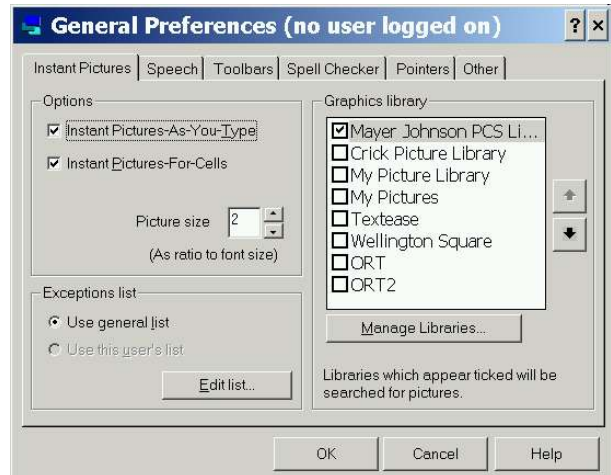 General Preferences (no user logged on)
Instant Pictures Speech Toolbars Spell Checker Pointers Other
Options
Instant Pictures-As-You-Type
Instant Pictures-For-Cells
Picture size 2
(As ratio to font size)
Exceptions list
Use general list
Use this user's list
Edit list...
Graphics library
Mayer Johnson PCS Li...
Crick Picture Library
My Picture Library
My Pictures
Textease
Wellington Square
ORT
ORT2
Manage Libraries...
Libraries which appear ticked will be
searched for pictures.
OK Cancel Help